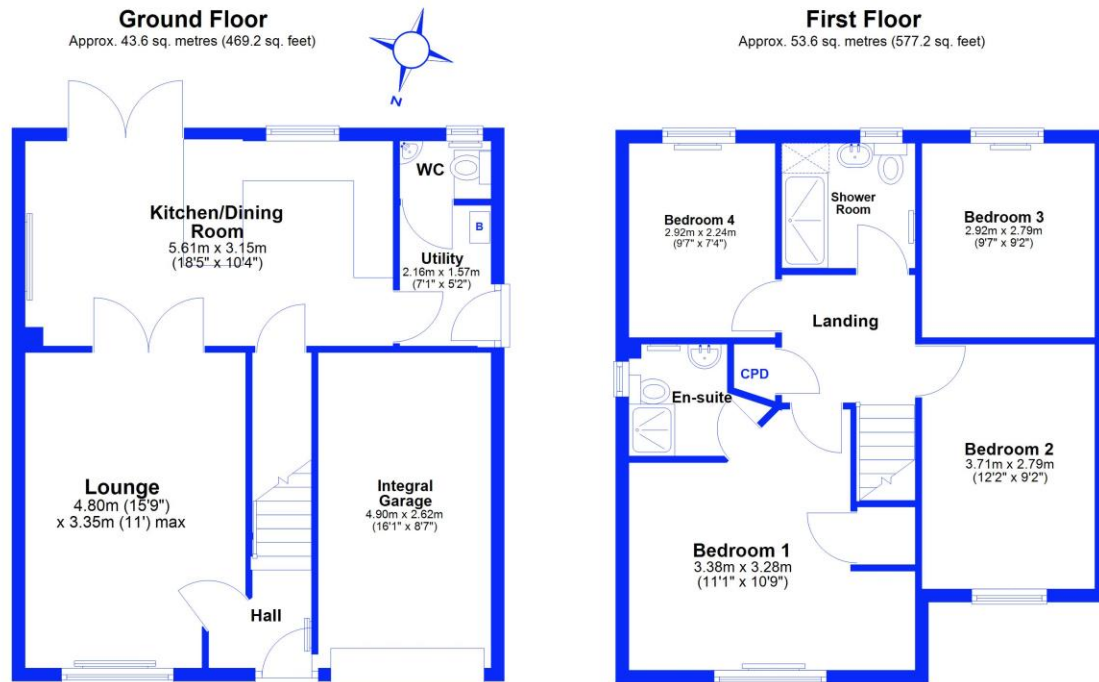 Ground Floor
Approx. 43.6 sq. metres (469.2 sq. feet)
N
Kitchen/Dining
Room
5.61m x 3.15m
(18'5" x 10'4")
WC
B
Utility
2.16m x 1.57m
(7'1" x 5'2")
Lounge
4.80m (15'9")
x 3.35m (11') max
Integral
Garage
4.90m x 2.62m
(16'1" x 8'7")
Hall
First Floor
Approx. 53.6 sq. metres (577.2 sq. feet)
Bedroom 4
2.92m x 2.24m
(9'7" x 7'4")
Shower
Room
Bedroom 3
2.92m x 2.79m
(9'7" x 9'2")
Landing
CPD
En-suite
Bedroom 2
3.71m x 2.79m
(12'2" x 9'2")
Bedroom 1
3.38m x 3.28m
(11'1" x 10'9")